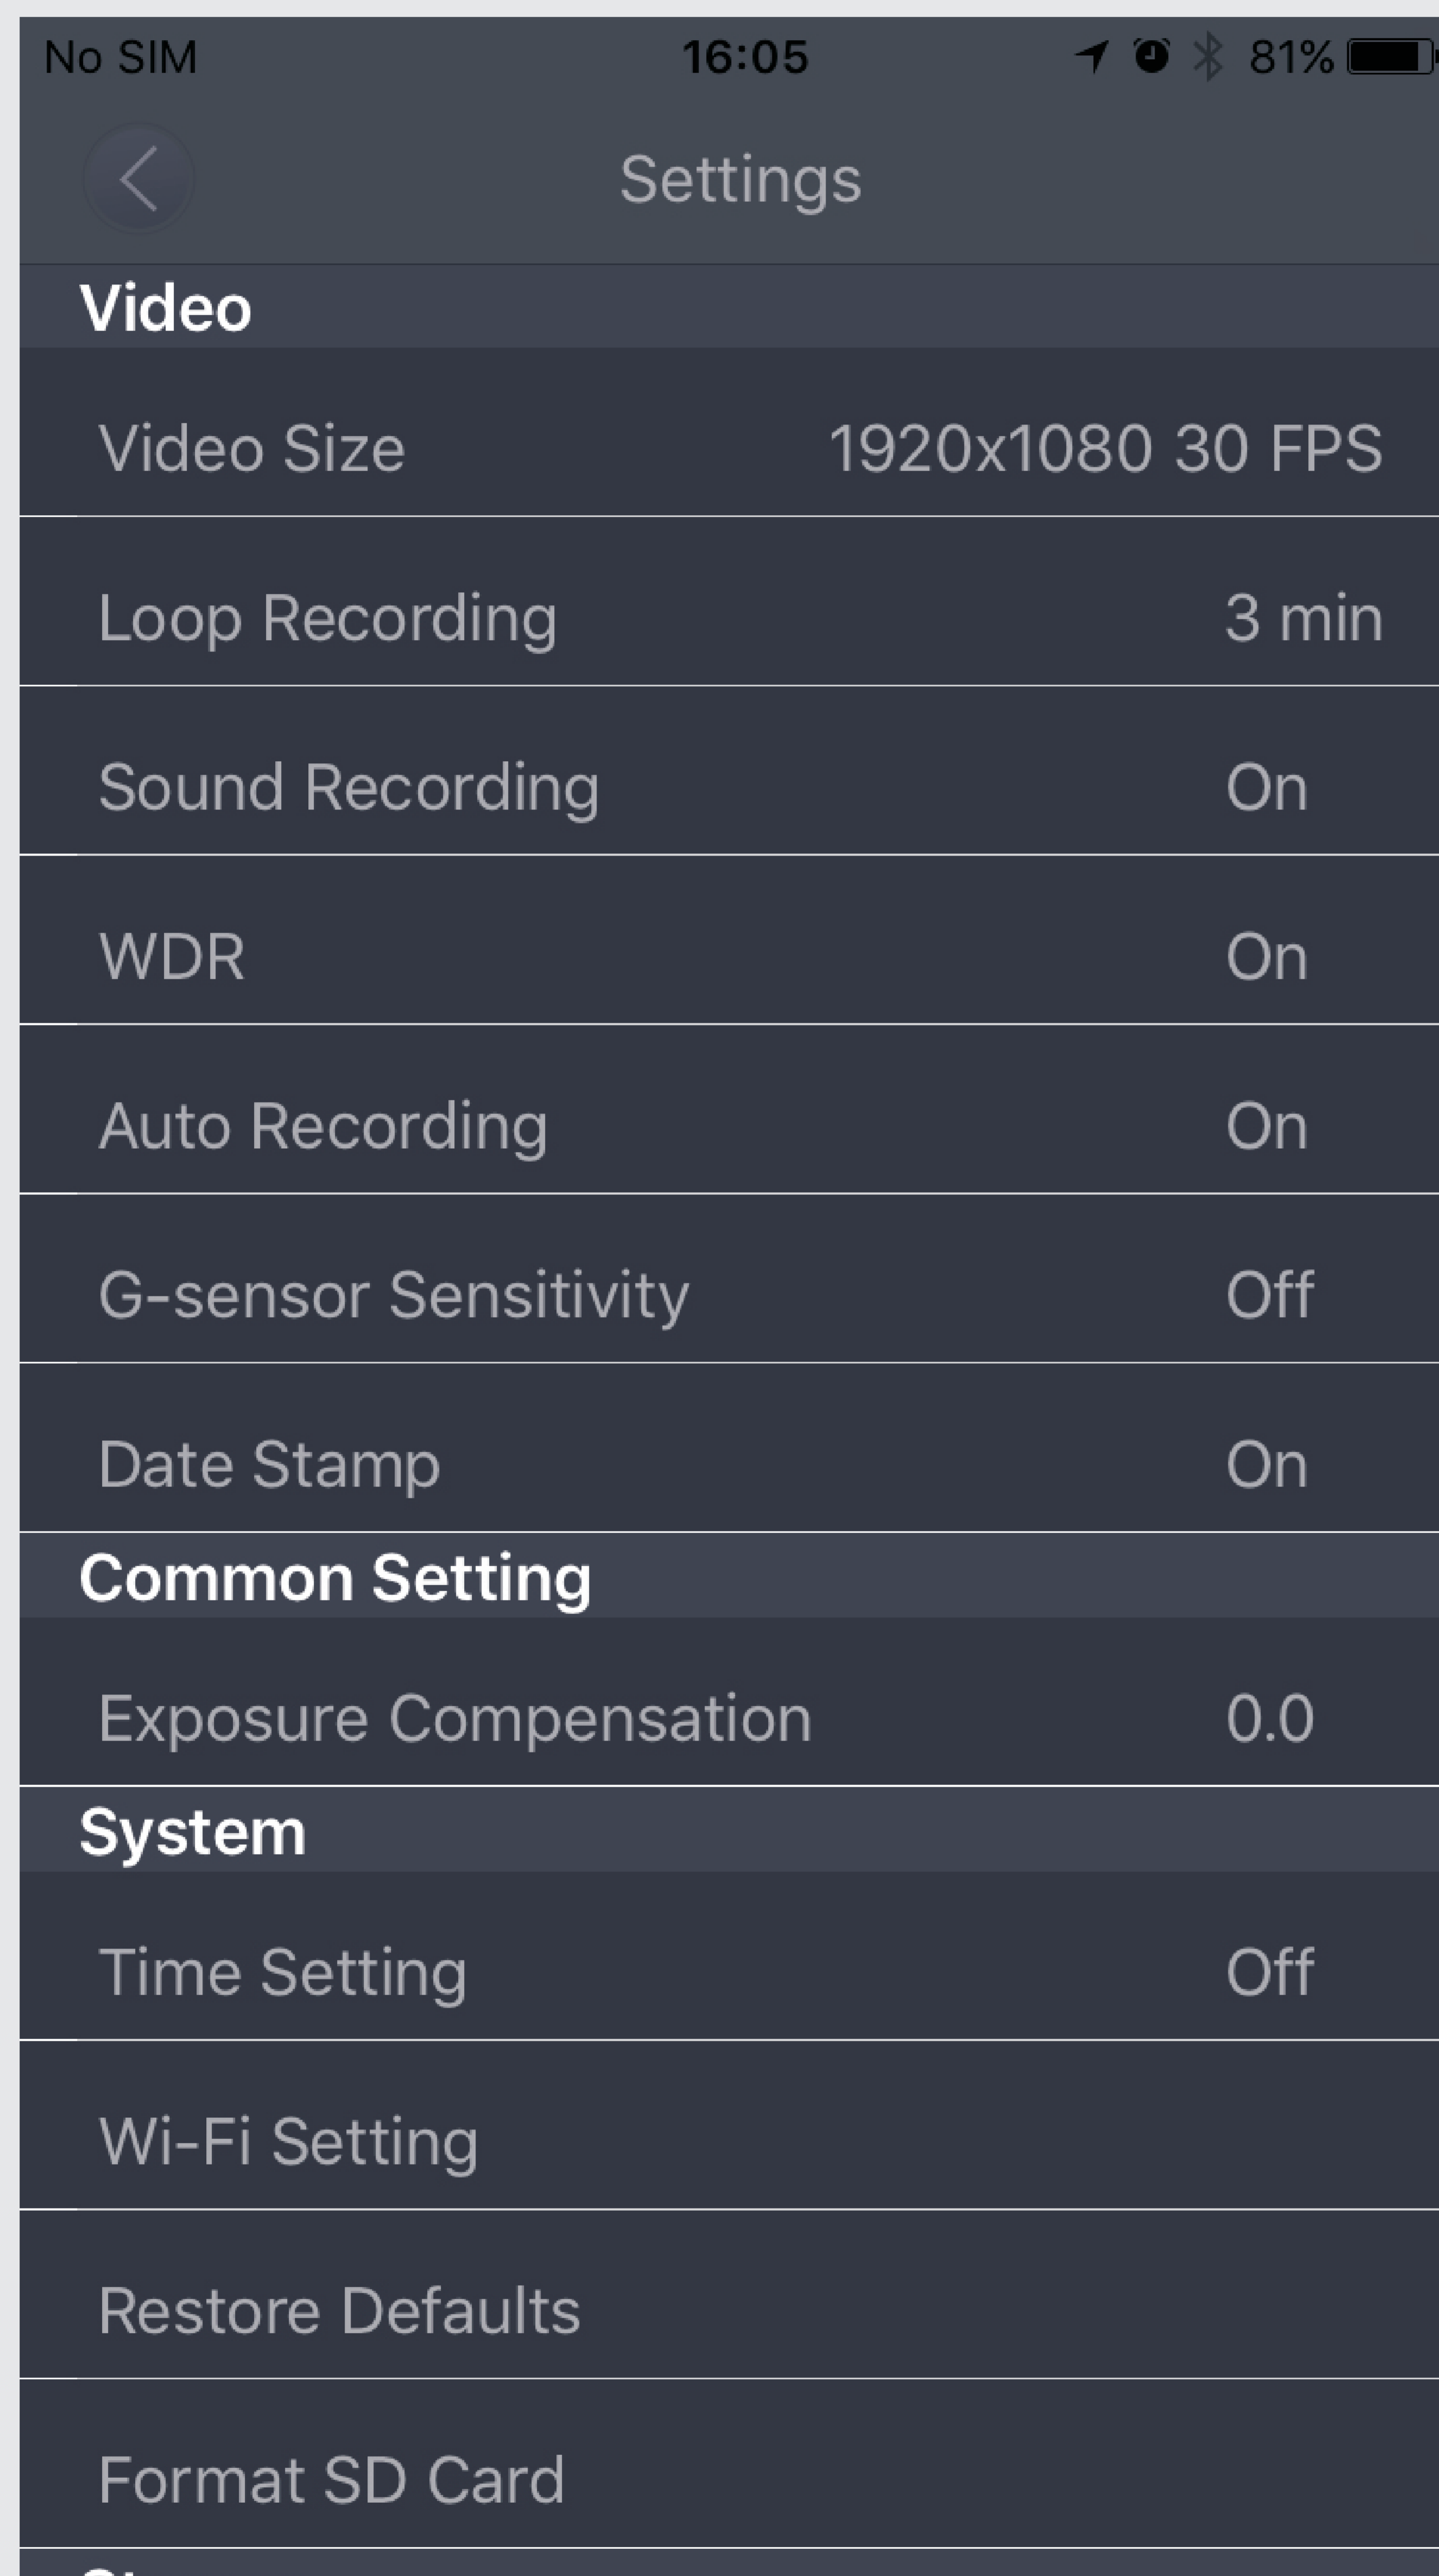 No SIM 16:05 81%
Settings
Video
Video Size 1920x1080 30 FPS
Loop Recording 3 min
Sound Recording On
WDR On
Auto Recording On
G-sensor Sensitivity Off
Date Stamp On
Common Setting
Exposure Compensation 0.0
System
Time Setting Off
Wi-Fi Setting
Restore Defaults
Format SD Card